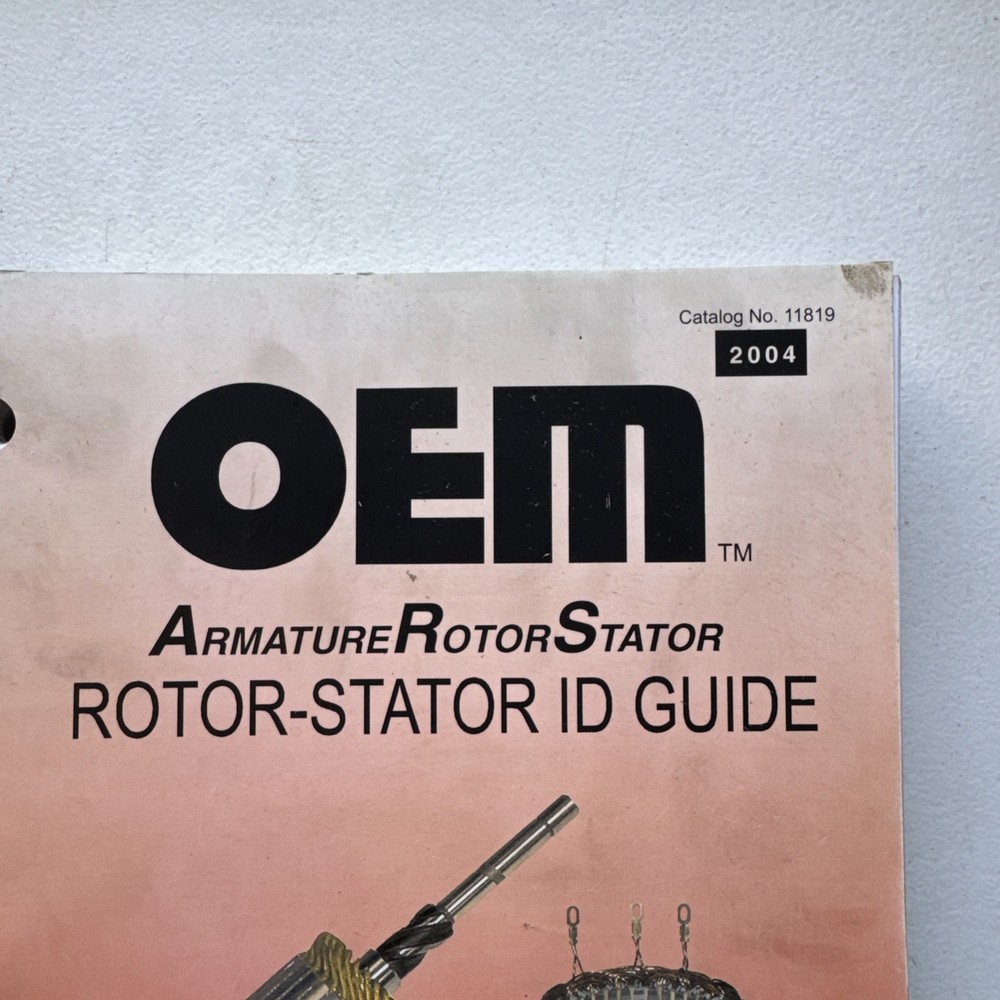 Catalog No. 11819
2004
OEM™
ARMATUREROTORSTATOR
ROTOR-STATOR ID GUIDE